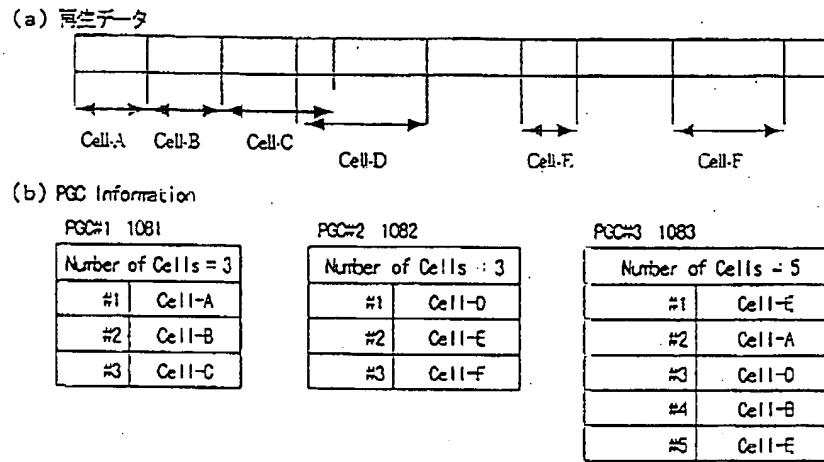 (a) 再生データ
Cell-A Cell-B Cell-C Cell-D Cell-E Cell-F
(b) PGC Information
PGC#1 1081
Number of Cells = 3
#1 Cell-A
#2 Cell-B
#3 Cell-C
PGC#2 1082
Number of Cells : 3
#1 Cell-D
#2 Cell-E
#3 Cell-F
PGC#3 1083
Number of Cells = 5
#1 Cell-E
#2 Cell-A
#3 Cell-D
#4 Cell-B
#5 Cell-E